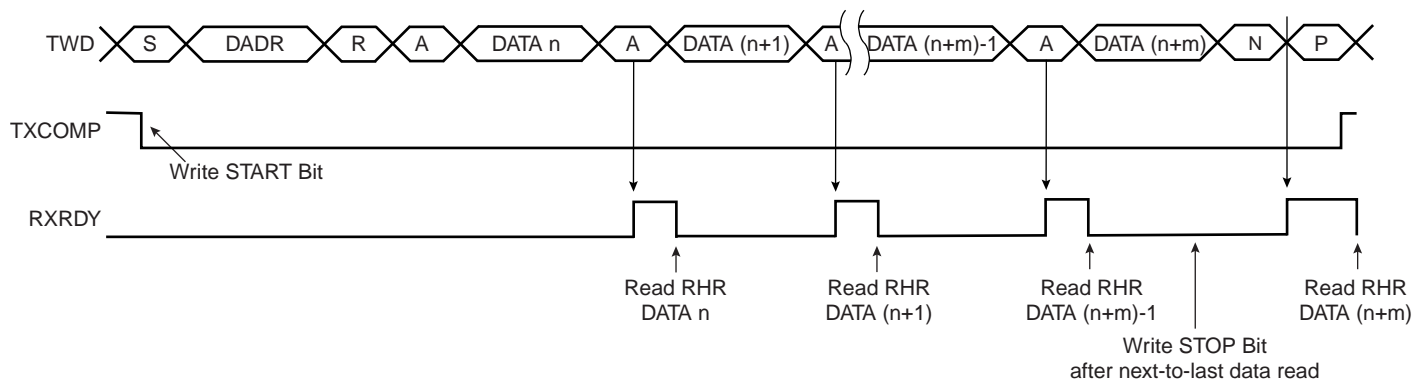 TWD S DADR R A DATA n A DATA (n+1) A DATA (n+m)-1 A DATA (n+m) N P
TXCOMP
Write START Bit
RXRDY
Read RHR Read RHR Read RHR Read RHR
DATA n DATA (n+1) DATA (n+m)-1 DATA (n+m)
Write STOP Bit
after next-to-last data read